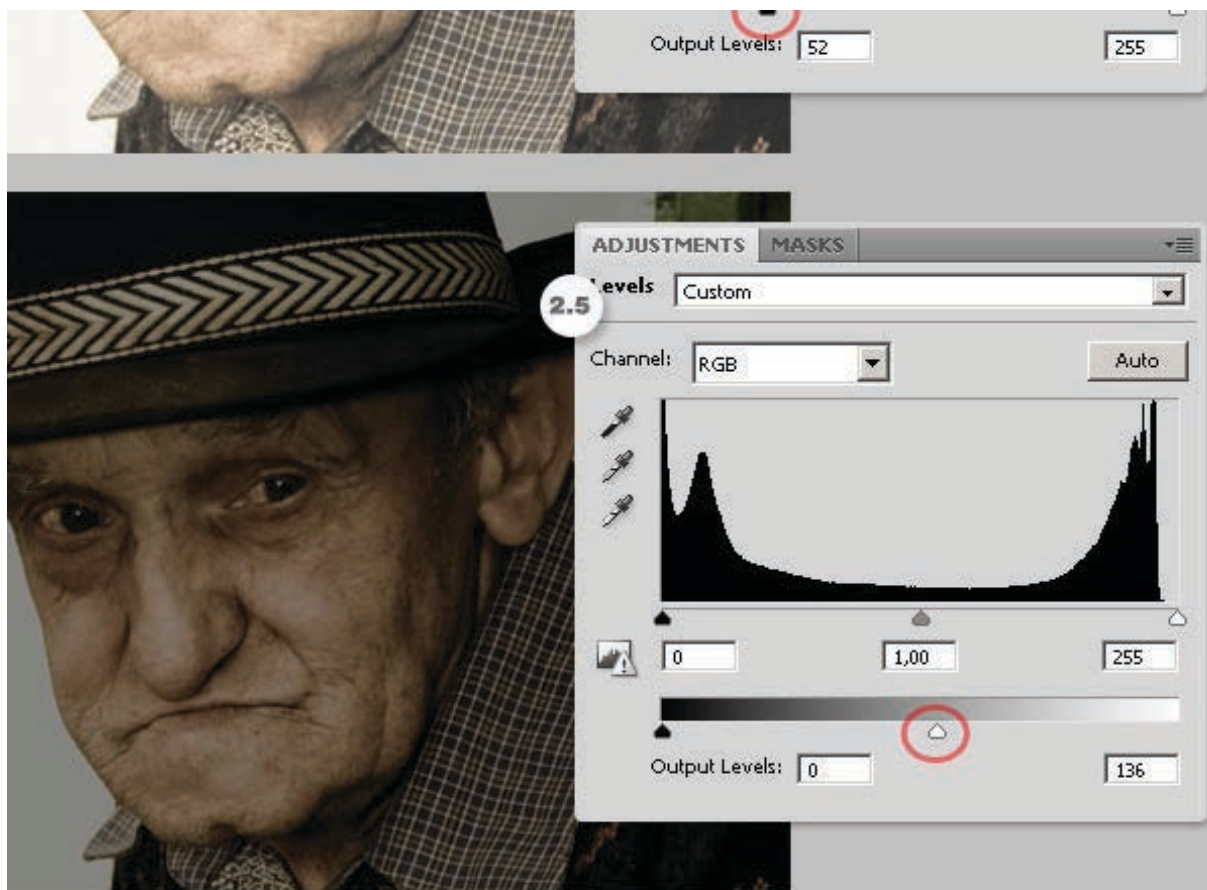 Output Levels: 52 255
ADJUSTMENTS MASKS
2.5
evels Custom
Channel: RGB Auto
0 1,00 255
Output Levels: 0 136